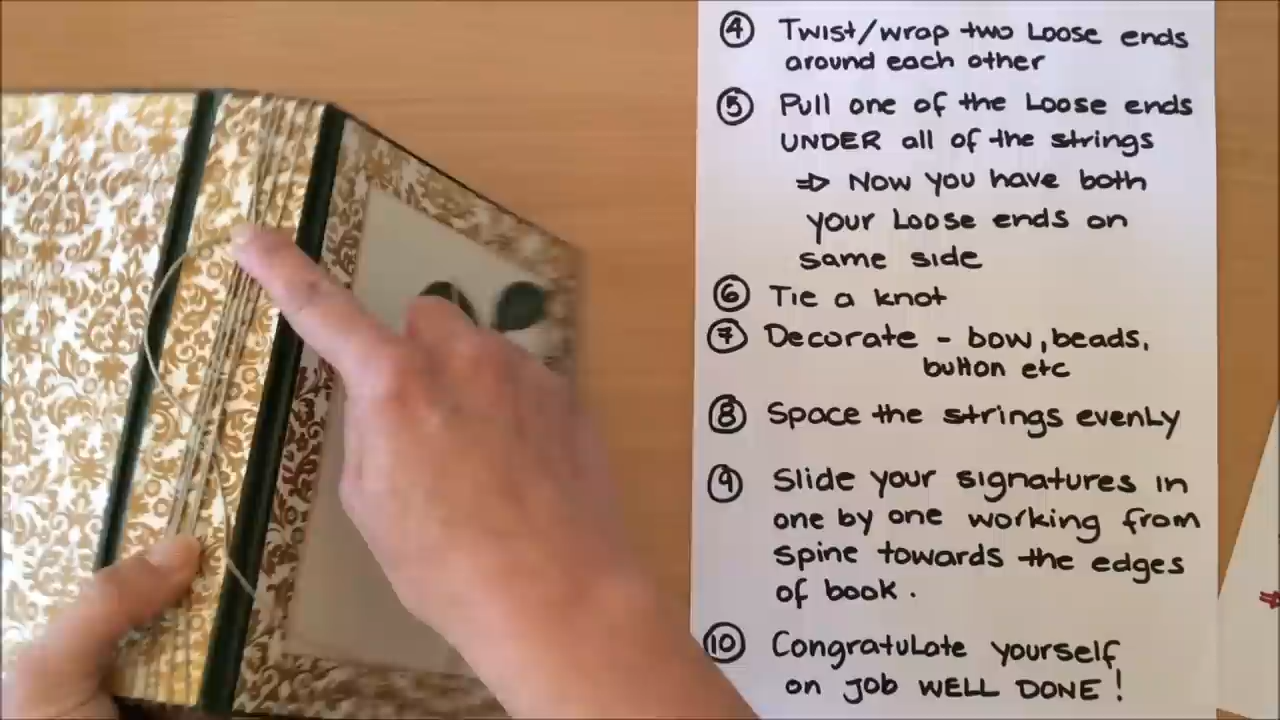 4 Twist/wrap two Loose ends
around each other
5 Pull one of the Loose ends
UNDER all of the strings
⇒ Now you have both
your Loose ends on
same side
6 Tie a knot
7 Decorate - bow, beads,
button etc
8 Space the strings evenly
9 Slide your signatures in
one by one working from
spine towards the edges
of book.
10 Congratulate yourself
on job WELL DONE!